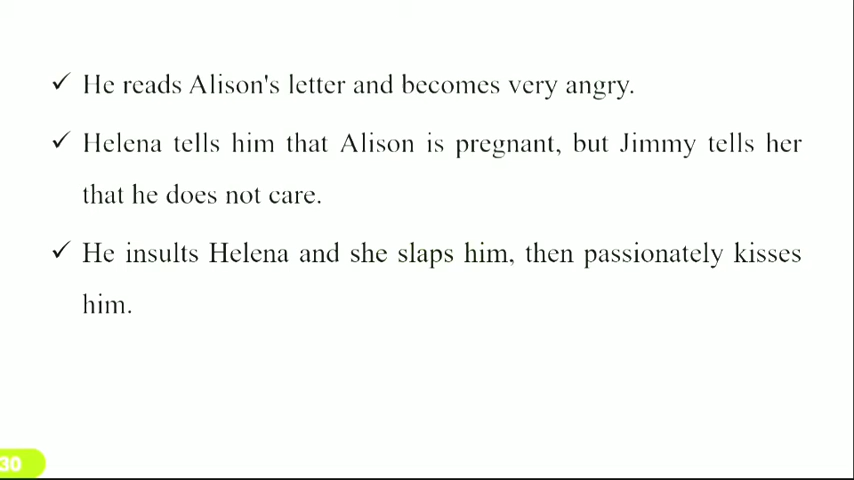 ✓ He reads Alison's letter and becomes very angry.
✓ Helena tells him that Alison is pregnant, but Jimmy tells her
that he does not care.
✓ He insults Helena and she slaps him, then passionately kisses
him.
30